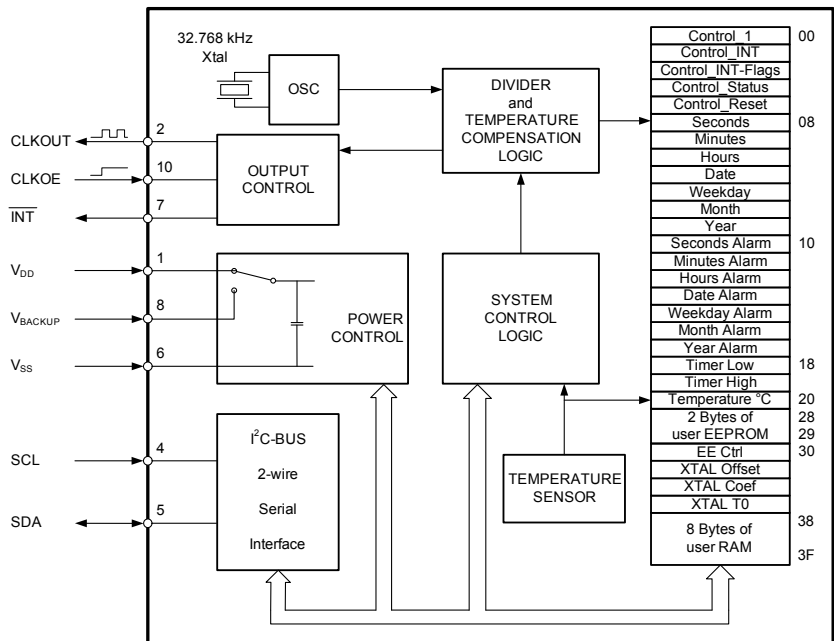 32.768 kHz
Xtal
OSC
DIVIDER
and
TEMPERATURE
COMPENSATION
LOGIC
CLKOUT
2
CLKOE
10
INT
7
OUTPUT
CONTROL
VDD
1
VBACKUP
8
VSS
6
POWER
CONTROL
SYSTEM
CONTROL
LOGIC
SCL
4
SDA
5
I²C-BUS
2-wire
Serial
Interface
TEMPERATURE
SENSOR
Control_1 00
Control_INT
Control_INT-Flags
Control_Status
Control_Reset
Seconds 08
Minutes
Hours
Date
Weekday
Month
Year
Seconds Alarm 10
Minutes Alarm
Hours Alarm
Date Alarm
Weekday Alarm
Month Alarm
Year Alarm
Timer Low 18
Timer High
Temperature °C 20
2 Bytes of 28
user EEPROM 29
EE Ctrl 30
XTAL Offset
XTAL Coef
XTAL T0
38
8 Bytes of
user RAM
3F